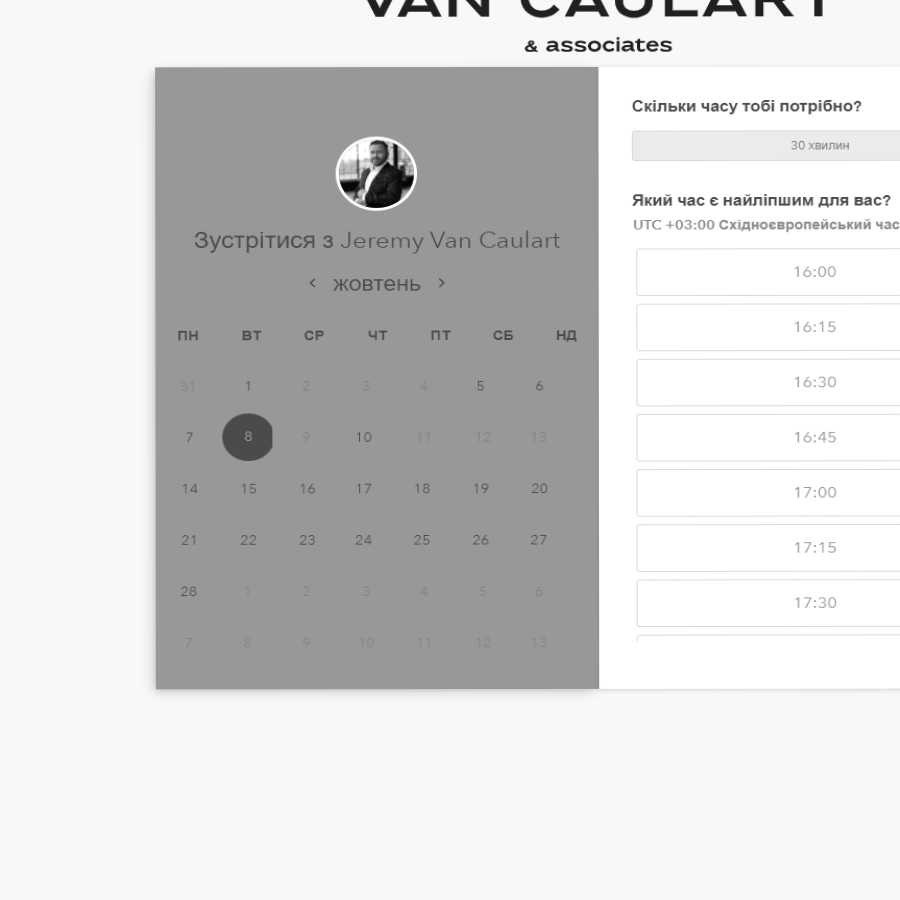 VAN CAULART
& associates
Зустрітися з Jeremy Van Caulart
‹ жовтень ›
ПН ВТ СР ЧТ ПТ СБ НД
31 1 2 3 4 5 6
7 8 9 10 11 12 13
14 15 16 17 18 19 20
21 22 23 24 25 26 27
28 1 2 3 4 5 6
7 8 9 10 11 12 13
Скільки часу тобі потрібно?
30 хвилин
Який час є найліпшим для вас?
UTC +03:00 Східноєвропейський час
16:00
16:15
16:30
16:45
17:00
17:15
17:30